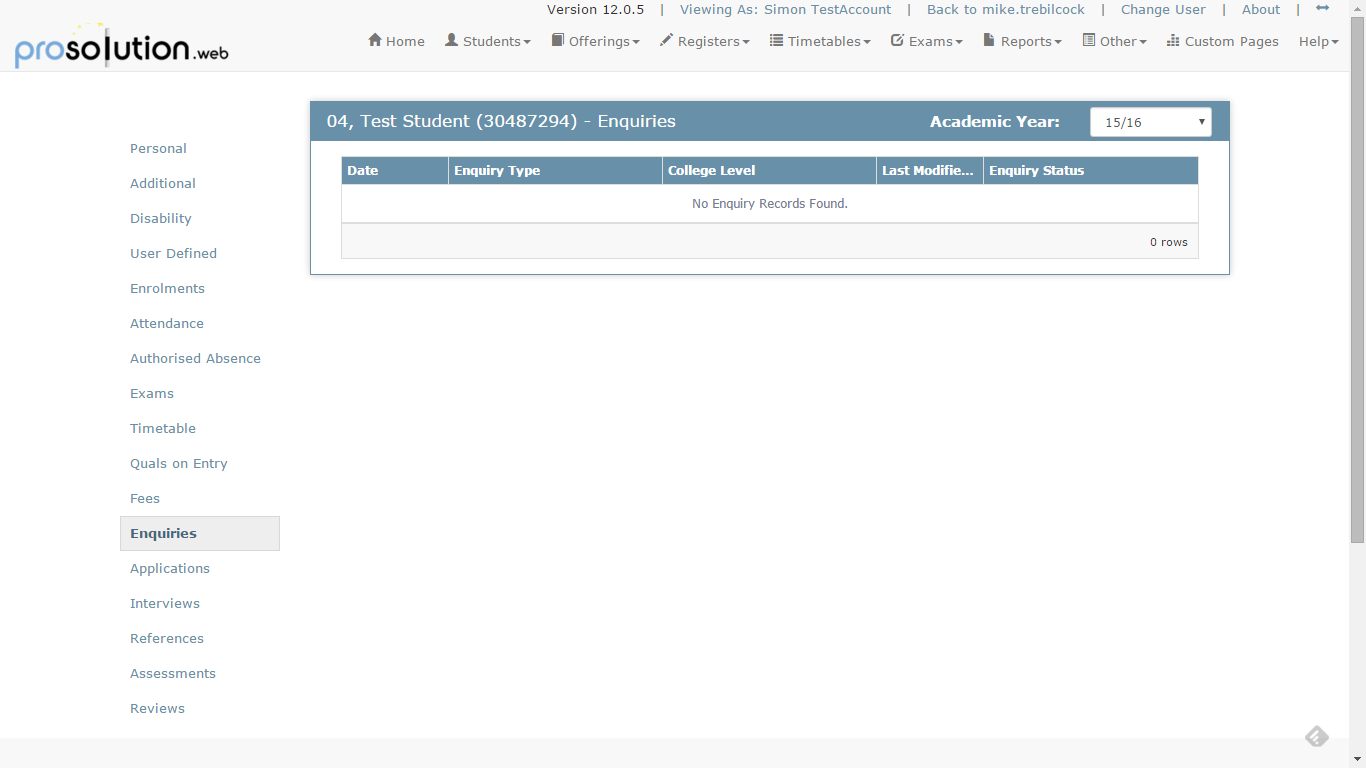 Version 12.0.5 | Viewing As: Simon TestAccount | Back to mike.trebilcock | Change User | About |
prosolution.web
Home Students Offerings Registers Timetables Exams Reports Other Custom Pages Help
04, Test Student (30487294) - Enquiries Academic Year: 15/16
Date Enquiry Type College Level Last Modifie... Enquiry Status
No Enquiry Records Found.
0 rows
Personal
Additional
Disability
User Defined
Enrolments
Attendance
Authorised Absence
Exams
Timetable
Quals on Entry
Fees
Enquiries
Applications
Interviews
References
Assessments
Reviews